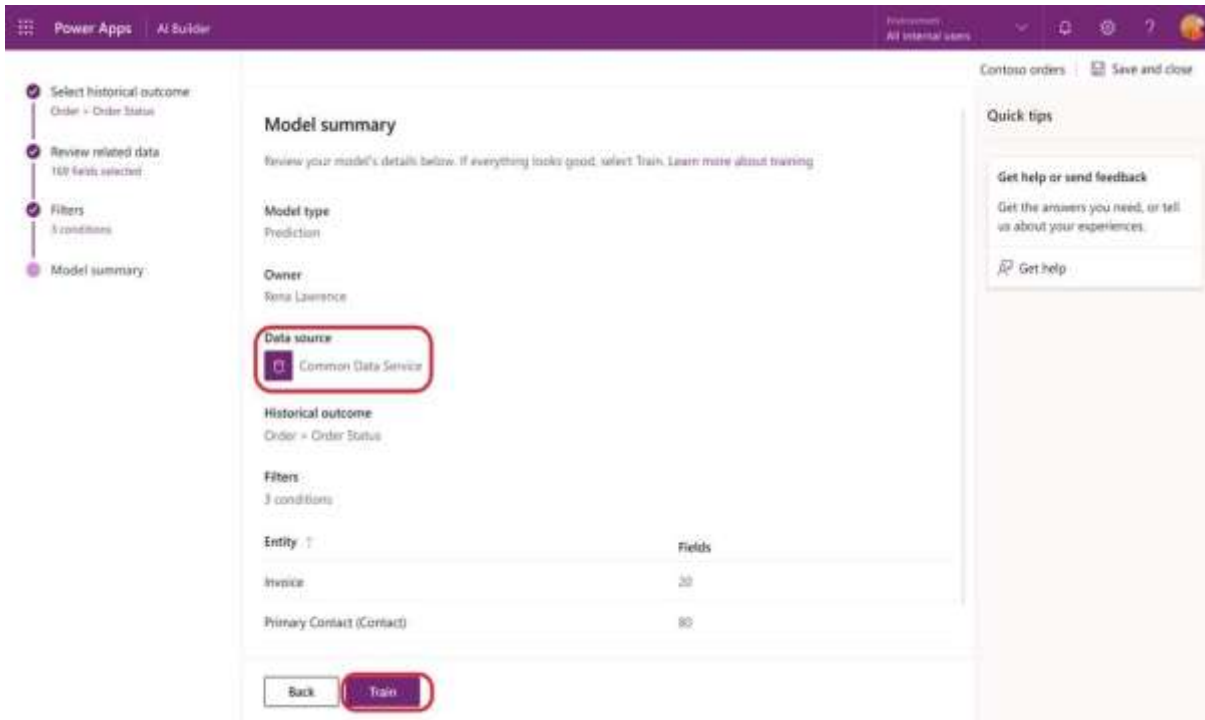 Power Apps
AI Builder
Environment
All internal users
?
Contoso orders
Save and close
Select historical outcome
Order > Order Status
Review related data
169 fields selected
Filters
3 conditions
Model summary
Model summary
Review your model's details below. If everything looks good, select Train. Learn more about training
Model type
Prediction
Owner
Rena Lawrence
Data source
Common Data Service
Historical outcome
Order > Order Status
Filters
3 conditions
Entity ↑
Fields
Invoice
20
Primary Contact (Contact)
80
Back
Train
Quick tips
Get help or send feedback
Get the answers you need, or tell
us about your experiences.
Get help